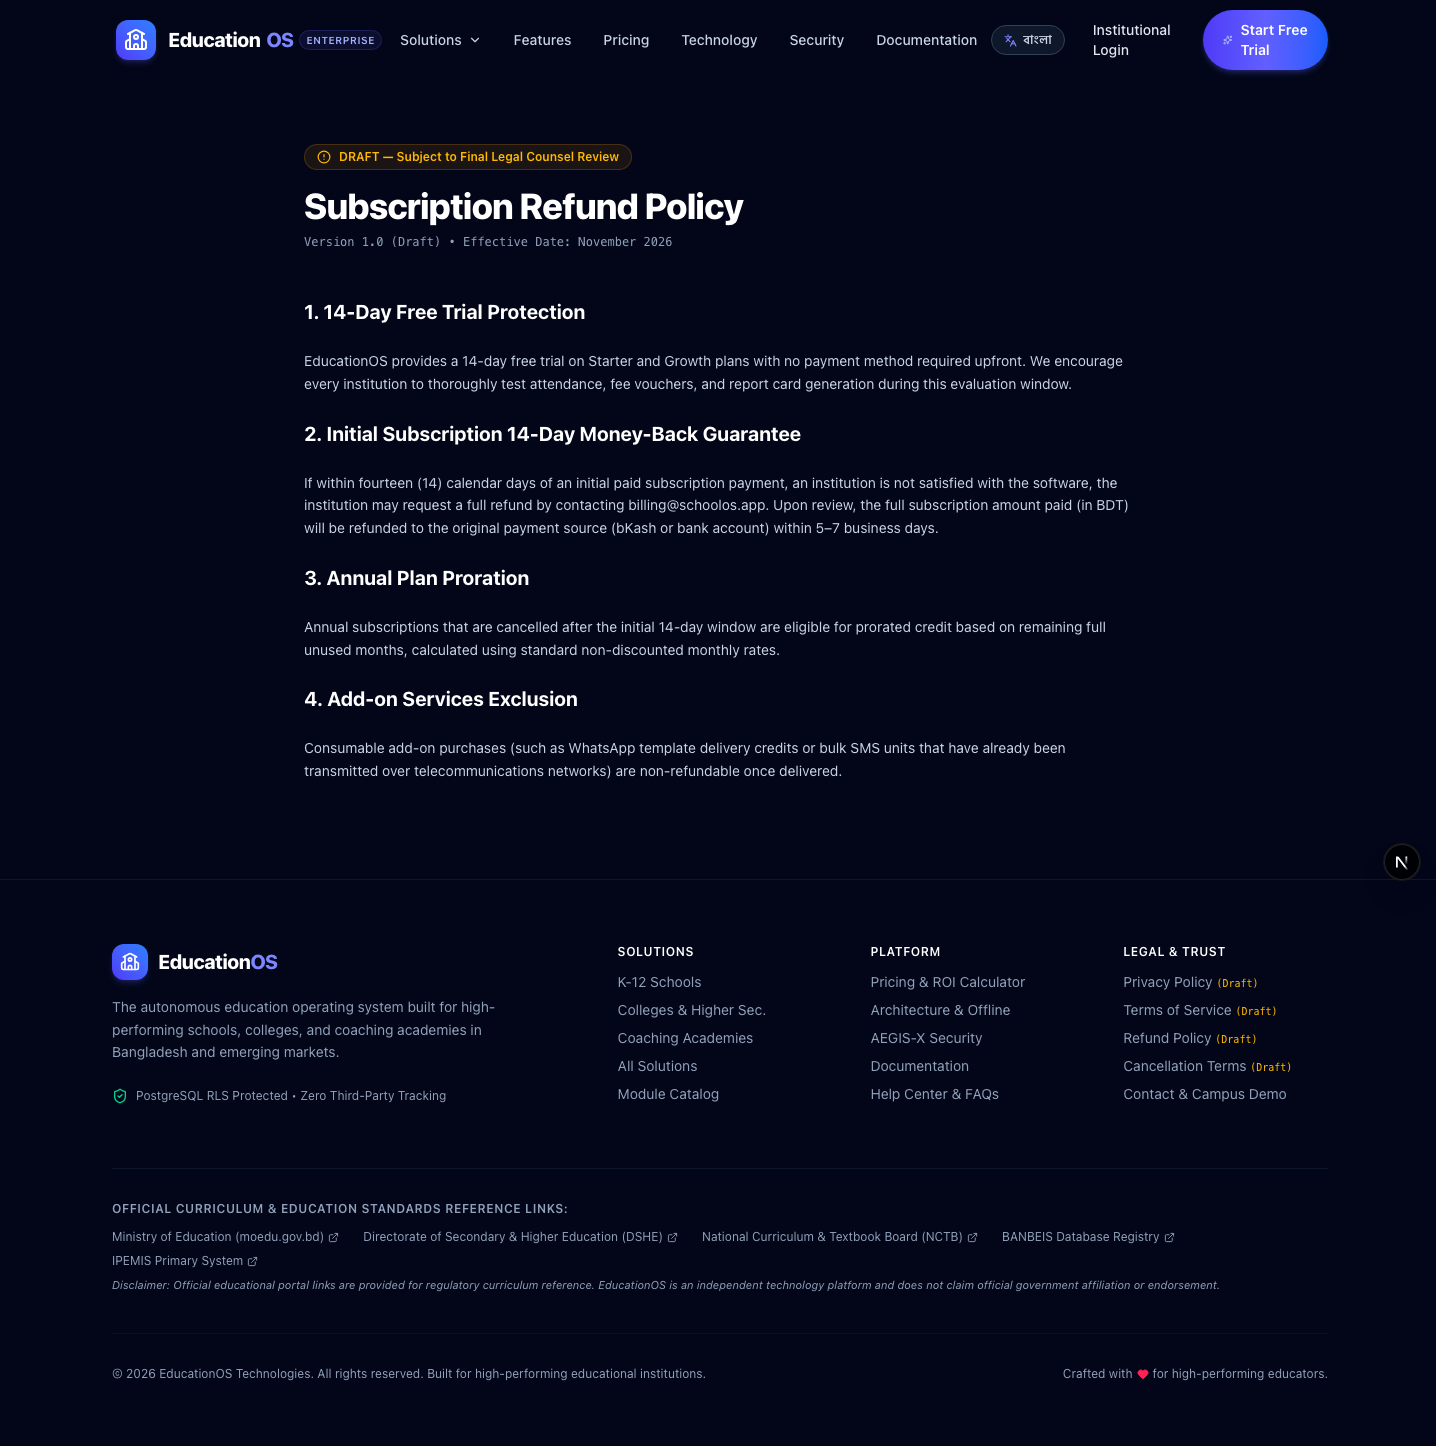 Education OS ENTERPRISE Solutions Features Pricing Technology Security Documentation বাংলা Institutional Login Start Free Trial
DRAFT — Subject to Final Legal Counsel Review
Subscription Refund Policy
Version 1.0 (Draft) • Effective Date: November 2026
1. 14-Day Free Trial Protection
EducationOS provides a 14-day free trial on Starter and Growth plans with no payment method required upfront. We encourage
every institution to thoroughly test attendance, fee vouchers, and report card generation during this evaluation window.
2. Initial Subscription 14-Day Money-Back Guarantee
If within fourteen (14) calendar days of an initial paid subscription payment, an institution is not satisfied with the software, the
institution may request a full refund by contacting billing@schoolos.app. Upon review, the full subscription amount paid (in BDT)
will be refunded to the original payment source (bKash or bank account) within 5–7 business days.
3. Annual Plan Proration
Annual subscriptions that are cancelled after the initial 14-day window are eligible for prorated credit based on remaining full
unused months, calculated using standard non-discounted monthly rates.
4. Add-on Services Exclusion
Consumable add-on purchases (such as WhatsApp template delivery credits or bulk SMS units that have already been
transmitted over telecommunications networks) are non-refundable once delivered.
N
EducationOS
The autonomous education operating system built for high-
performing schools, colleges, and coaching academies in
Bangladesh and emerging markets.
PostgreSQL RLS Protected • Zero Third-Party Tracking
SOLUTIONS
K-12 Schools
Colleges & Higher Sec.
Coaching Academies
All Solutions
Module Catalog
PLATFORM
Pricing & ROI Calculator
Architecture & Offline
AEGIS-X Security
Documentation
Help Center & FAQs
LEGAL & TRUST
Privacy Policy (Draft)
Terms of Service (Draft)
Refund Policy (Draft)
Cancellation Terms (Draft)
Contact & Campus Demo
OFFICIAL CURRICULUM & EDUCATION STANDARDS REFERENCE LINKS:
Ministry of Education (moedu.gov.bd) Directorate of Secondary & Higher Education (DSHE) National Curriculum & Textbook Board (NCTB) BANBEIS Database Registry
IPEMIS Primary System
Disclaimer: Official educational portal links are provided for regulatory curriculum reference. EducationOS is an independent technology platform and does not claim official government affiliation or endorsement.
© 2026 EducationOS Technologies. All rights reserved. Built for high-performing educational institutions.
Crafted with ❤ for high-performing educators.